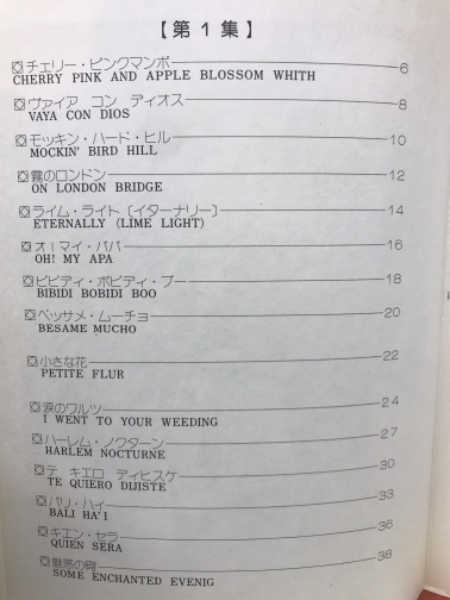 【第1集】
チェリー・ピンクマンボ 6
CHERRY PINK AND APPLE BLOSSOM WHITH
ヴァイア コン ディオス 8
VAYA CON DIOS
モッキン・バード・ヒル 10
MOCKIN' BIRD HILL
霧のロンドン 12
ON LONDON BRIDGE
ライム・ライト〔イターナリー〕 14
ETERNALLY (LIME LIGHT)
オ！マイ・パパ 16
OH! MY APA
ビビディ・ボビディ・ブー 18
BIBIDI BOBIDI BOO
ベッサメ・ムーチョ 20
BESAME MUCHO
小さな花 22
PETITE FLUR
涙のワルツ 24
I WENT TO YOUR WEEDING
ハーレム・ノクターン 27
HARLEM NOCTURNE
テ キエロ ディヒステ 30
TE QUIERO DIJISTE
バリ・ハイ 33
BALI HA'I
キエン・セラ 36
QUIEN SERA
魅惑の宵 38
SOME ENCHANTED EVENIG